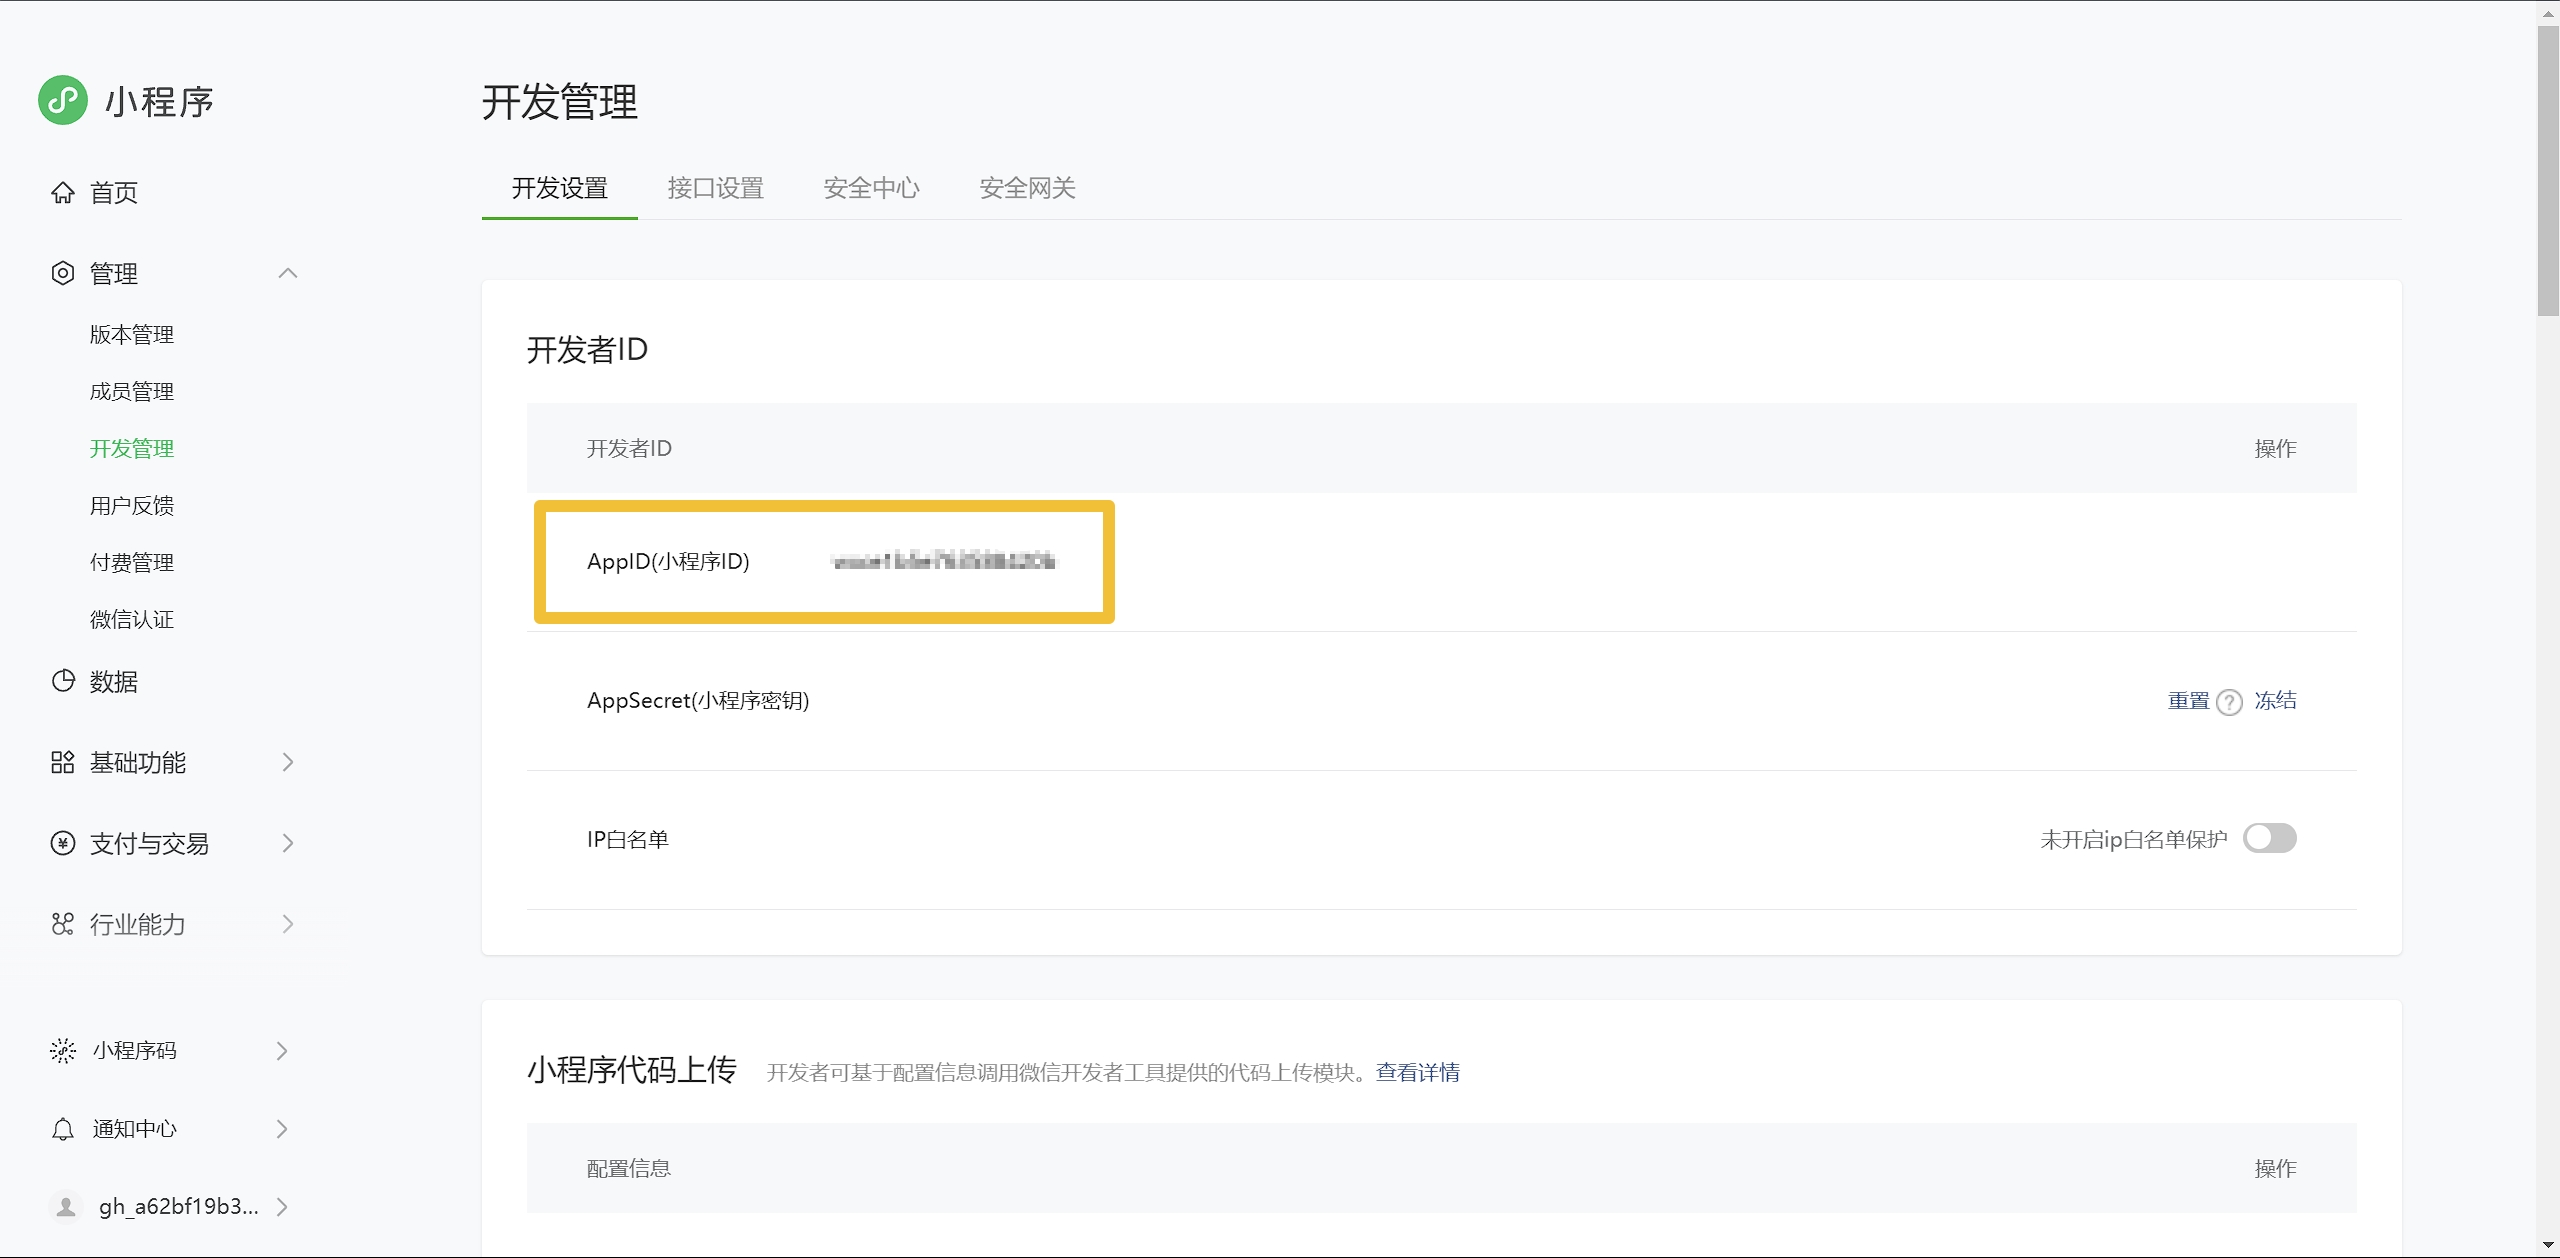 小程序
首页
管理
版本管理
成员管理
开发管理
用户反馈
付费管理
微信认证
数据
基础功能
支付与交易
行业能力
小程序码
通知中心
gh_a62bf19b3...
开发管理
开发设置 接口设置 安全中心 安全网关
开发者ID
开发者ID 操作
AppID(小程序ID)
AppSecret(小程序密钥) 重置 ? 冻结
IP白名单 未开启ip白名单保护
小程序代码上传 开发者可基于配置信息调用微信开发者工具提供的代码上传模块。查看详情
配置信息 操作